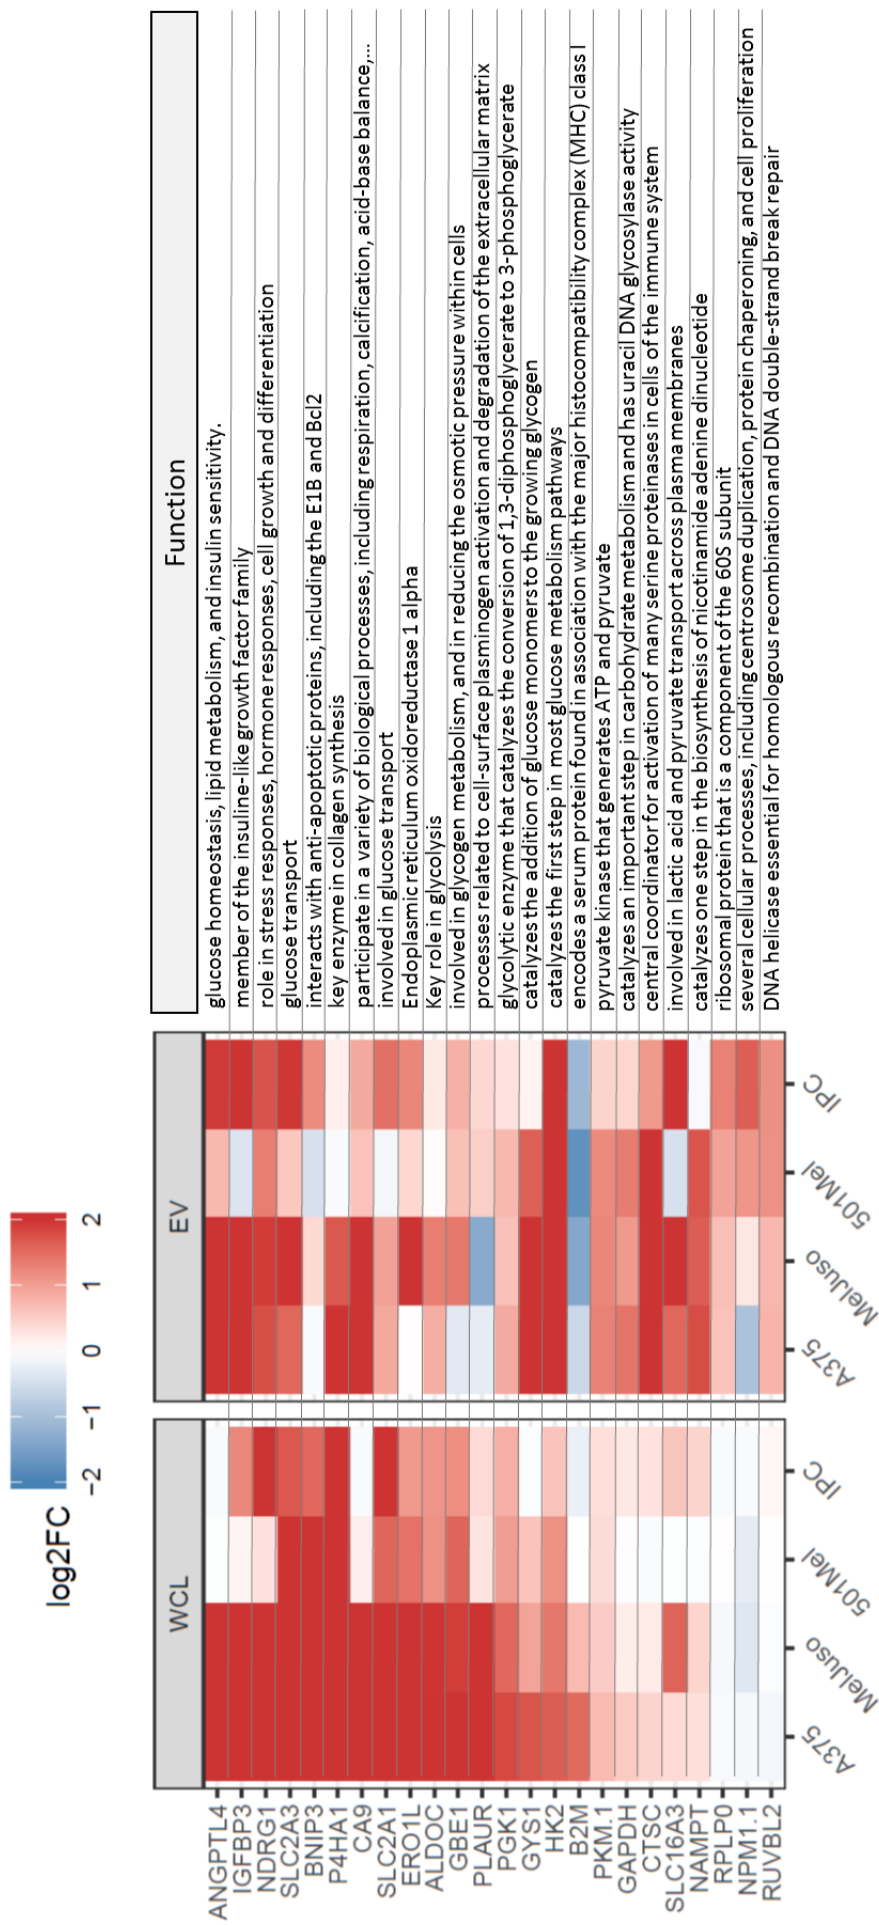 log2FC
−2 −1 0 1 2
WCL EV Function
ANGPTL4 glucose homeostasis, lipid metabolism, and insulin sensitivity.
IGFBP3 member of the insuline-like growth factor family
NDRG1 role in stress responses, hormone responses, cell growth and differentiation
SLC2A3 glucose transport
BNIP3 interacts with anti-apoptotic proteins, including the E1B and Bcl2
P4HA1 key enzyme in collagen synthesis
CA9 participate in a variety of biological processes, including respiration, calcification, acid-base balance,...
SLC2A1 involved in glucose transport
ERO1L Endoplasmic reticulum oxidoreductase 1 alpha
ALDOC Key role in glycolysis
GBE1 involved in glycogen metabolism, and in reducing the osmotic pressure within cells
PLAUR processes related to cell-surface plasminogen activation and degradation of the extracellular matrix
PGK1 glycolytic enzyme that catalyzes the conversion of 1,3-diphosphoglycerate to 3-phosphoglycerate
GYS1 catalyzes the addition of glucose monomers to the growing glycogen
HK2 catalyzes the first step in most glucose metabolism pathways
B2M encodes a serum protein found in association with the major histocompatibility complex (MHC) class I
PKM.1 pyruvate kinase that generates ATP and pyruvate
GAPDH catalyzes an important step in carbohydrate metabolism and has uracil DNA glycosylase activity
CTSC central coordinator for activation of many serine proteinases in cells of the immune system
SLC16A3 involved in lactic acid and pyruvate transport across plasma membranes
NAMPT catalyzes one step in the biosynthesis of nicotinamide adenine dinucleotide
RPLP0 ribosomal protein that is a component of the 60S subunit
NPM1.1 several cellular processes, including centrosome duplication, protein chaperoning, and cell proliferation
RUVBL2 DNA helicase essential for homologous recombination and DNA double-strand break repair
A375 MelJuso 501Mel IPC A375 MelJuso 501Mel IPC